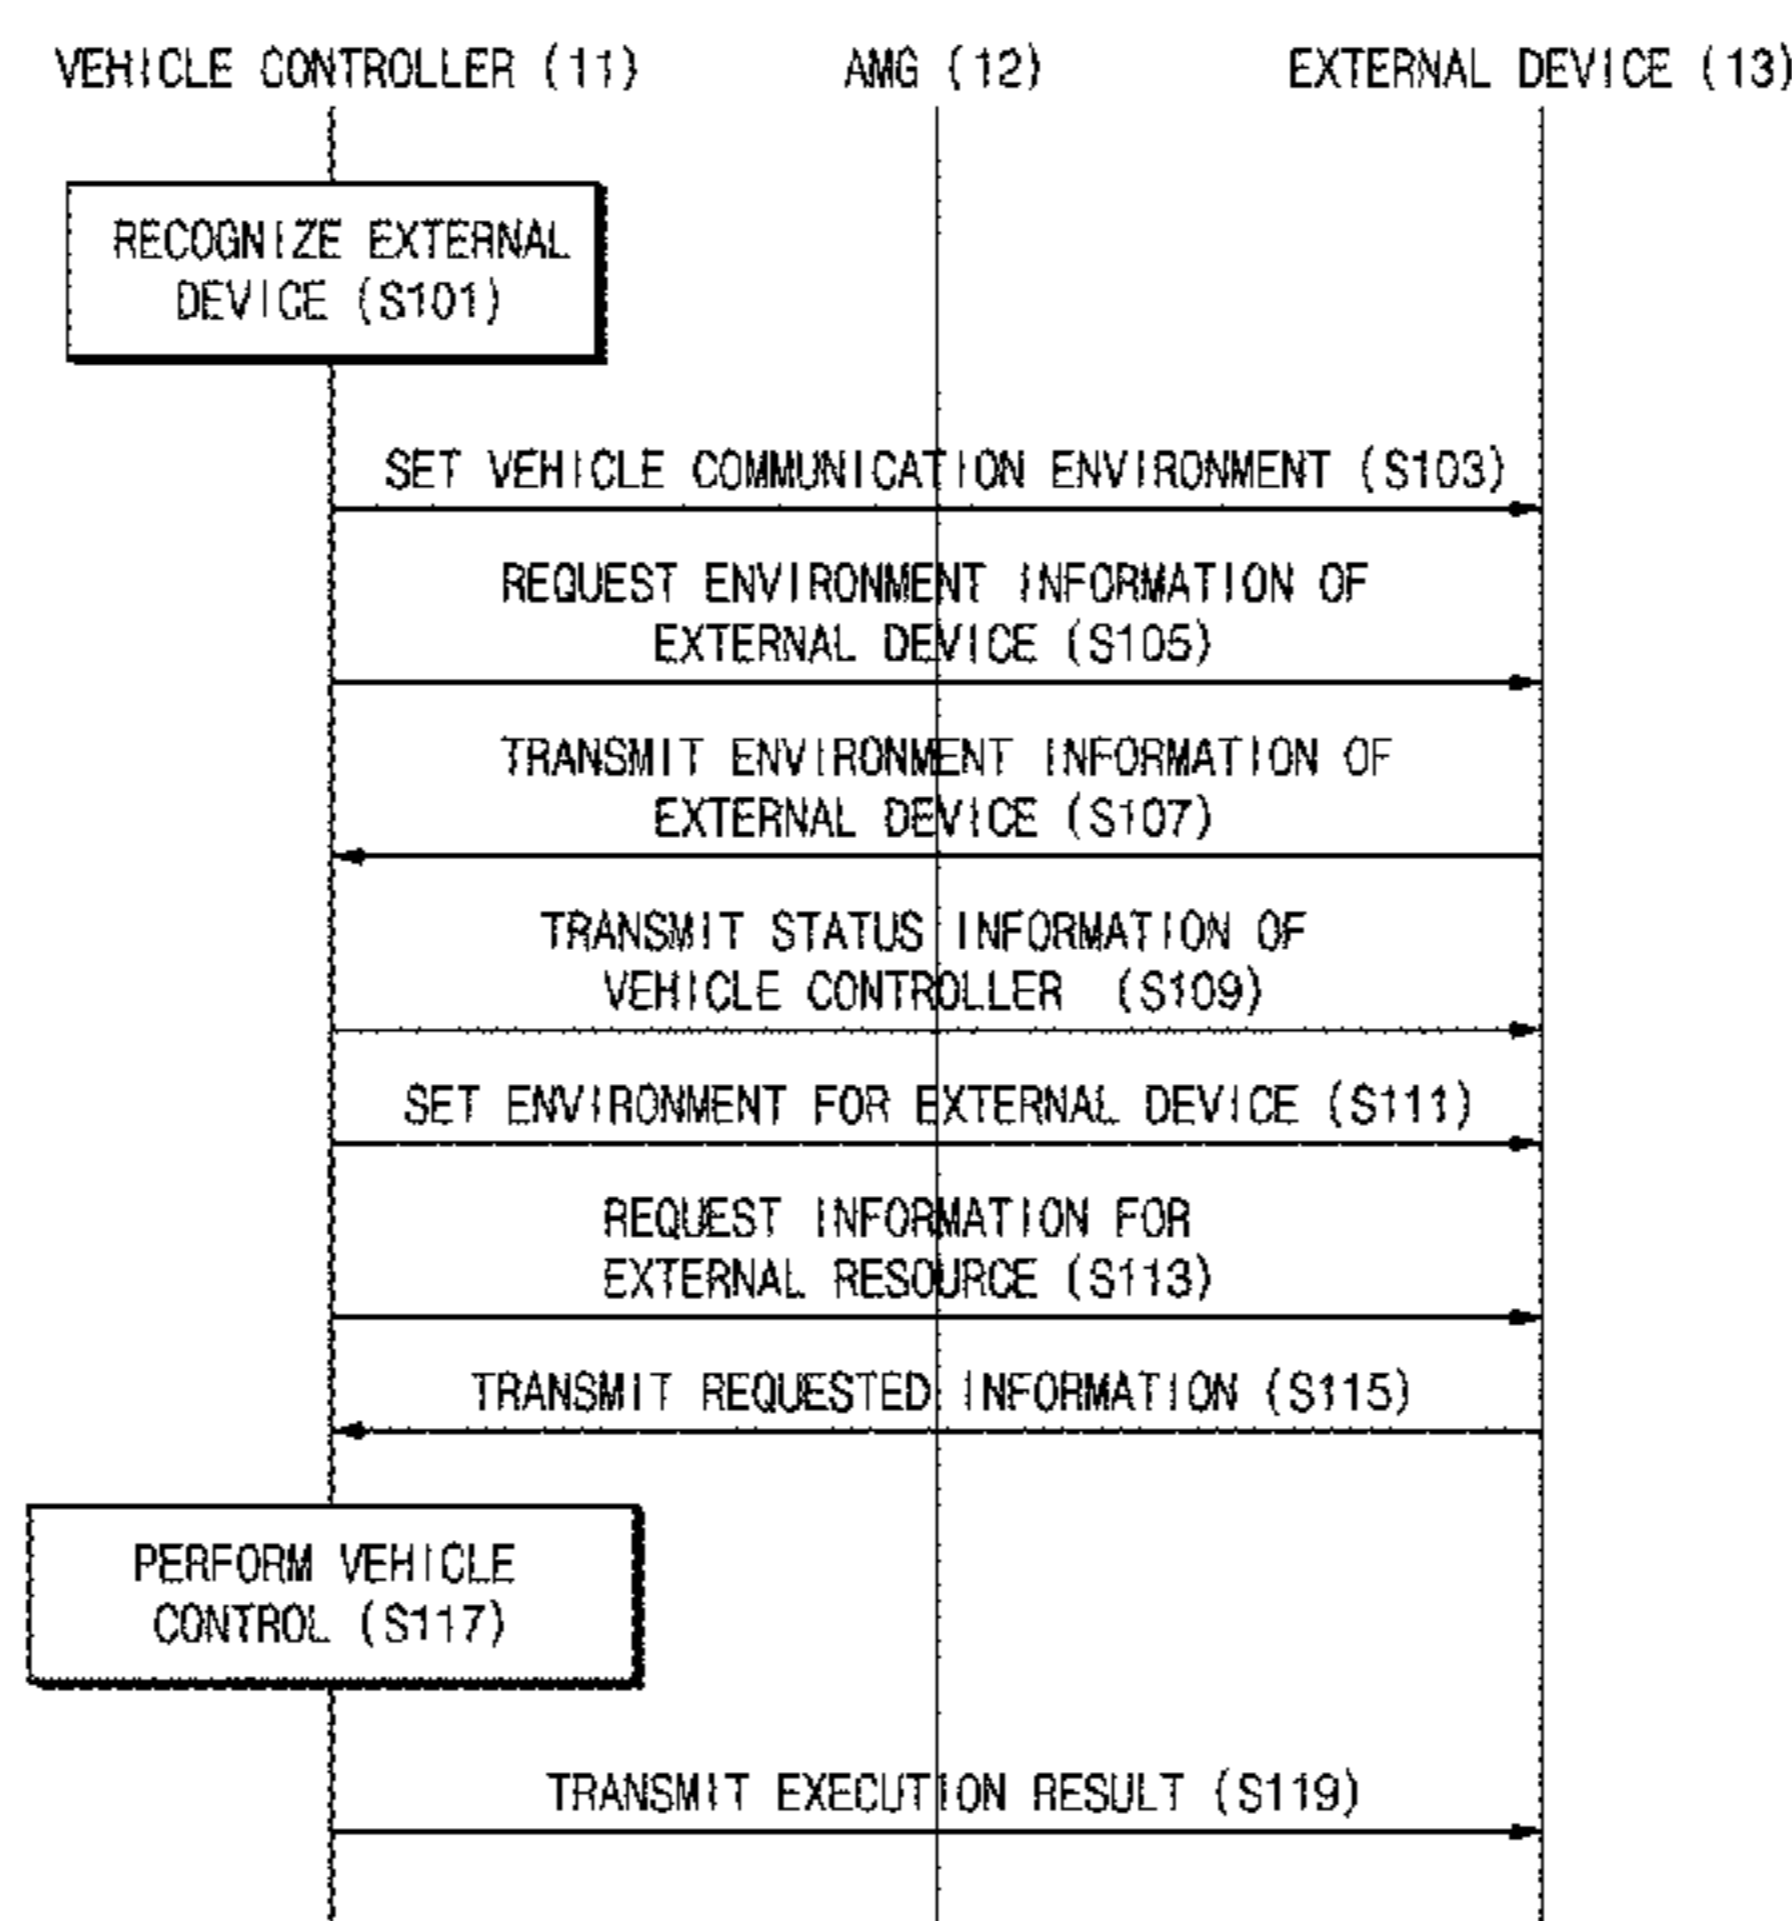 VEHICLE CONTROLLER (11) AMG (12) EXTERNAL DEVICE (13)
RECOGNIZE EXTERNAL
DEVICE (S101)
SET VEHICLE COMMUNICATION ENVIRONMENT (S103)
REQUEST ENVIRONMENT INFORMATION OF
EXTERNAL DEVICE (S105)
TRANSMIT ENVIRONMENT INFORMATION OF
EXTERNAL DEVICE (S107)
TRANSMIT STATUS INFORMATION OF
VEHICLE CONTROLLER (S109)
SET ENVIRONMENT FOR EXTERNAL DEVICE (S111)
REQUEST INFORMATION FOR
EXTERNAL RESOURCE (S113)
TRANSMIT REQUESTED INFORMATION (S115)
PERFORM VEHICLE
CONTROL (S117)
TRANSMIT EXECUTION RESULT (S119)